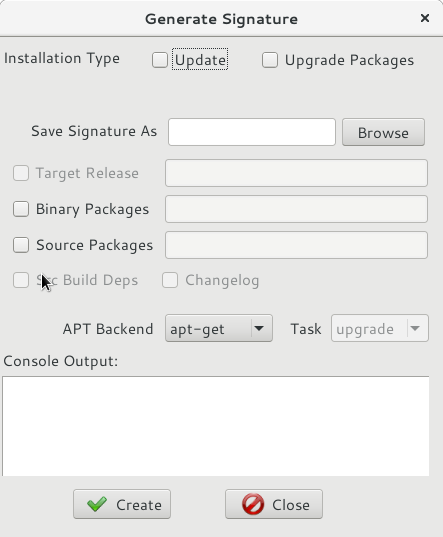 Generate Signature ×
Installation Type Update Upgrade Packages
Save Signature As Browse
Target Release
Binary Packages
Source Packages
Src Build Deps Changelog
APT Backend apt-get Task upgrade
Console Output:
Create Close